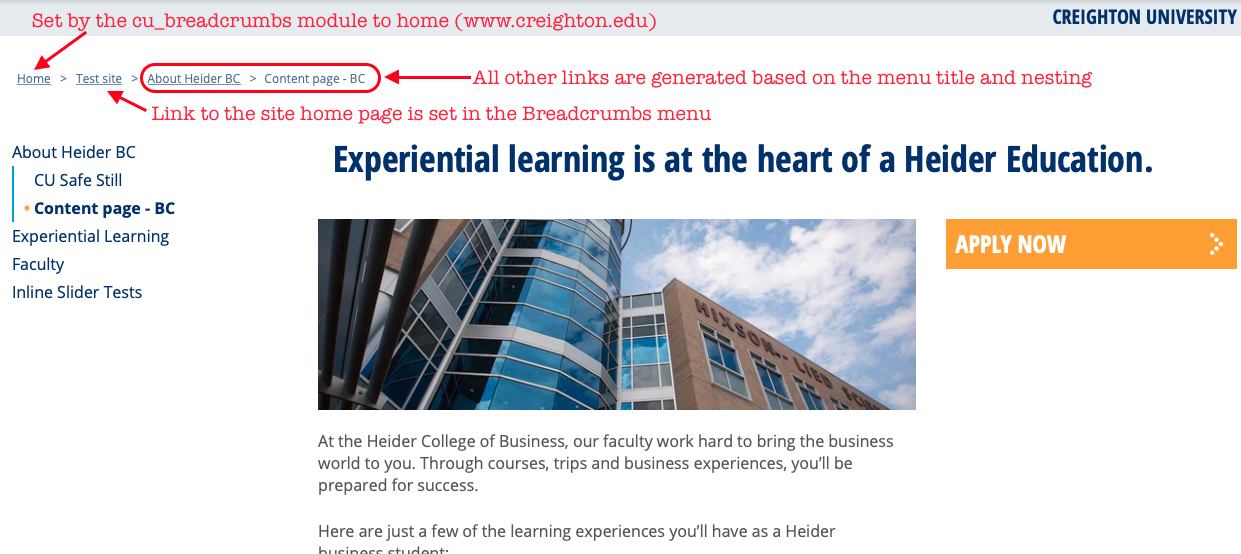 Set by the cu_breadcrumbs module to home (www.creighton.edu)
CREIGHTON UNIVERSITY
Home > Test site > About Heider BC > Content page - BC
All other links are generated based on the menu title and nesting
Link to the site home page is set in the Breadcrumbs menu
About Heider BC
CU Safe Still
Content page - BC
Experiential Learning
Faculty
Inline Slider Tests
Experiential learning is at the heart of a Heider Education.
HIXSON-LIED SCIENCE
APPLY NOW
At the Heider College of Business, our faculty work hard to bring the business
world to you. Through courses, trips and business experiences, you’ll be
prepared for success.
Here are just a few of the learning experiences you’ll have as a Heider
business student: